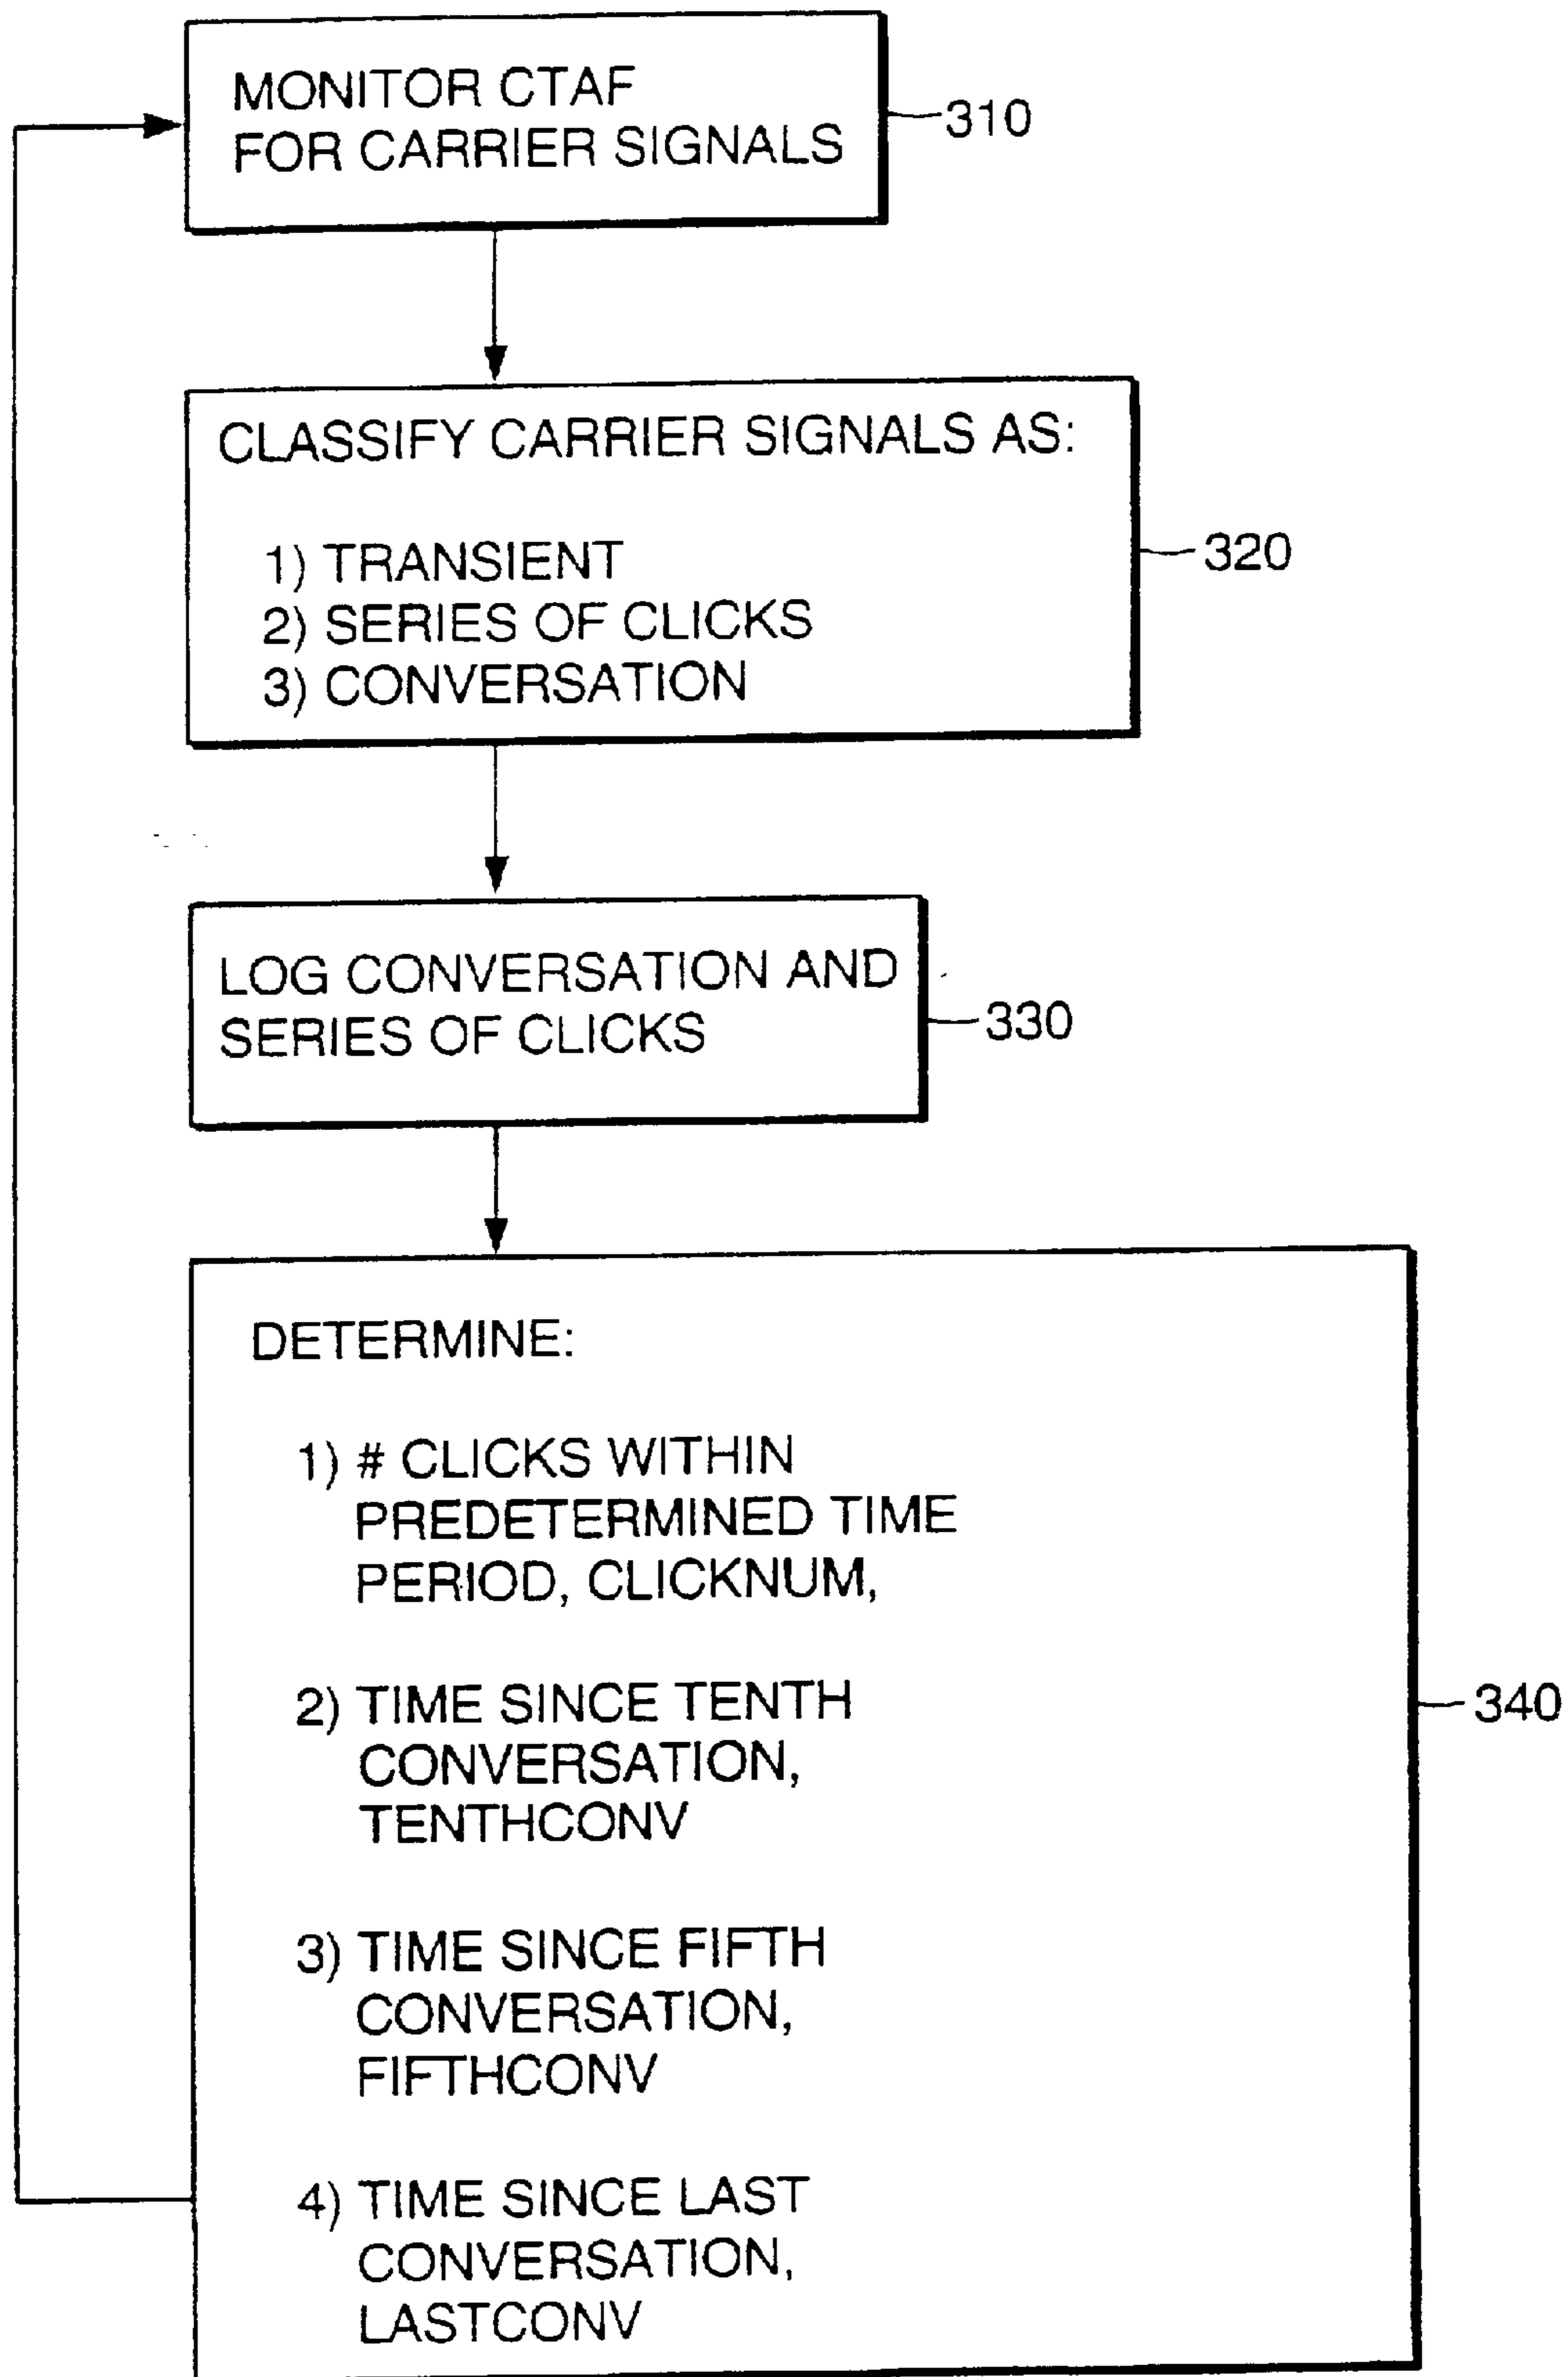 MONITOR CTAF
FOR CARRIER SIGNALS
310
CLASSIFY CARRIER SIGNALS AS:
1) TRANSIENT
2) SERIES OF CLICKS
3) CONVERSATION
320
LOG CONVERSATION AND
SERIES OF CLICKS
330
DETERMINE:
1) # CLICKS WITHIN
PREDETERMINED TIME
PERIOD, CLICKNUM,
2) TIME SINCE TENTH
CONVERSATION,
TENTHCONV
3) TIME SINCE FIFTH
CONVERSATION,
FIFTHCONV
4) TIME SINCE LAST
CONVERSATION,
LASTCONV
340